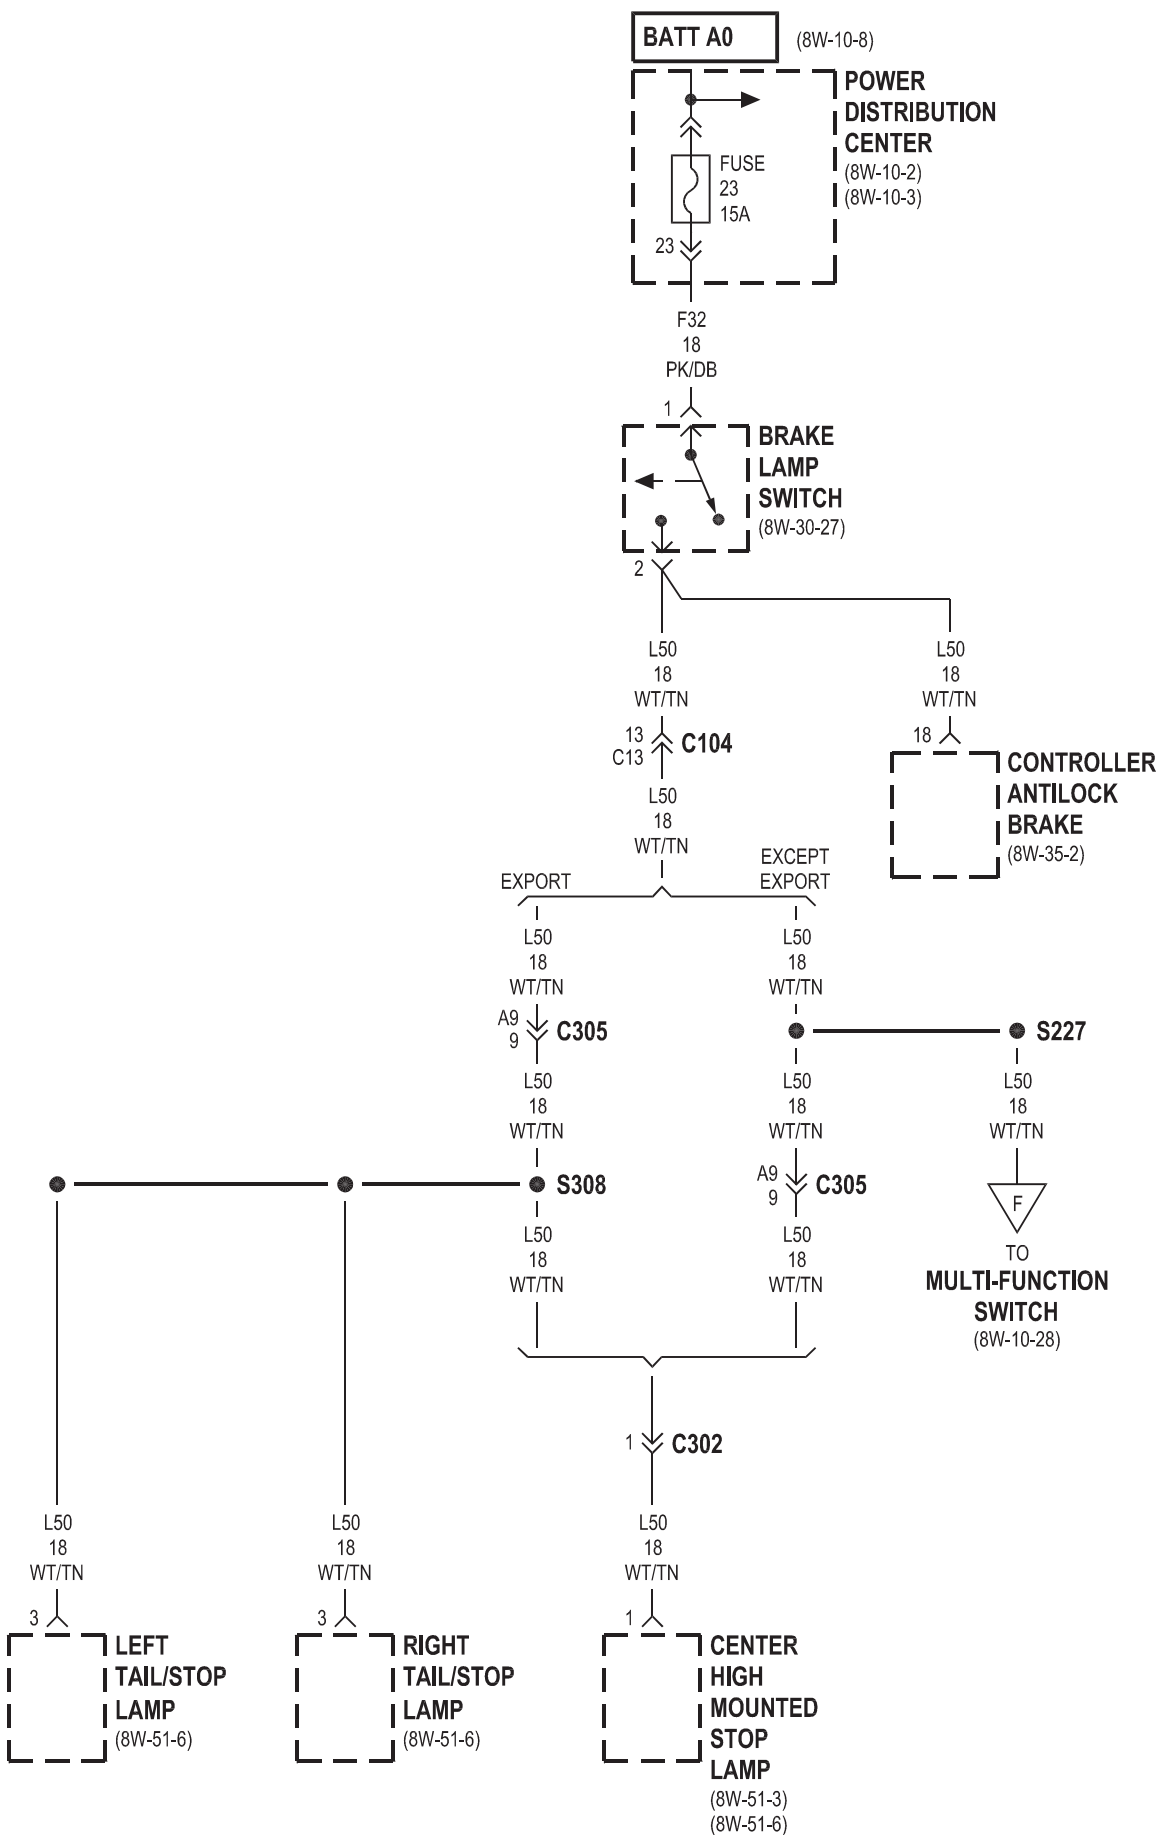 BATT A0
(8W-10-8)
POWER
DISTRIBUTION
CENTER
(8W-10-2)
(8W-10-3)
FUSE
23
15A
23
F32
18
PK/DB
1
BRAKE
LAMP
SWITCH
(8W-30-27)
2
L50
18
WT/TN
L50
18
WT/TN
13
C13
C104
18
CONTROLLER
ANTILOCK
BRAKE
(8W-35-2)
L50
18
WT/TN
EXPORT
EXCEPT
EXPORT
L50
18
WT/TN
L50
18
WT/TN
A9
9
C305
S227
L50
18
WT/TN
L50
18
WT/TN
L50
18
WT/TN
S308
A9
9
C305
F
TO
MULTI-FUNCTION
SWITCH
(8W-10-28)
L50
18
WT/TN
L50
18
WT/TN
1
C302
L50
18
WT/TN
L50
18
WT/TN
L50
18
WT/TN
3
LEFT
TAIL/STOP
LAMP
(8W-51-6)
3
RIGHT
TAIL/STOP
LAMP
(8W-51-6)
1
CENTER
HIGH
MOUNTED
STOP
LAMP
(8W-51-3)
(8W-51-6)